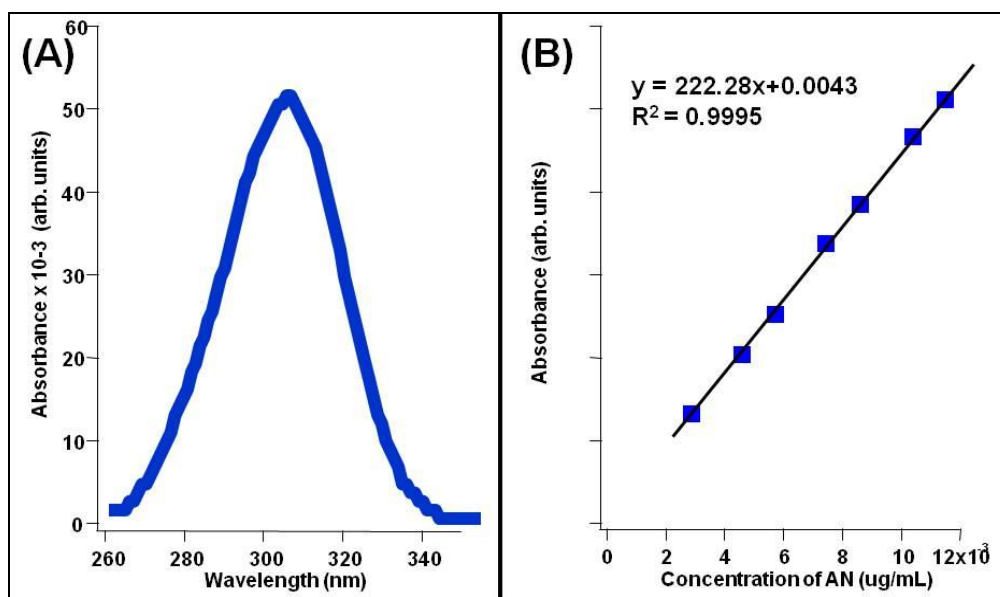 (A)
60
50
40
30
20
10
0
Absorbance x 10-3 (arb. units)
260 280 300 320 340
Wavelength (nm)
(B)
y = 222.28x+0.0043
R² = 0.9995
Absorbance (arb. units)
0 2 4 6 8 10 12x10³
Concentration of AN (ug/mL)